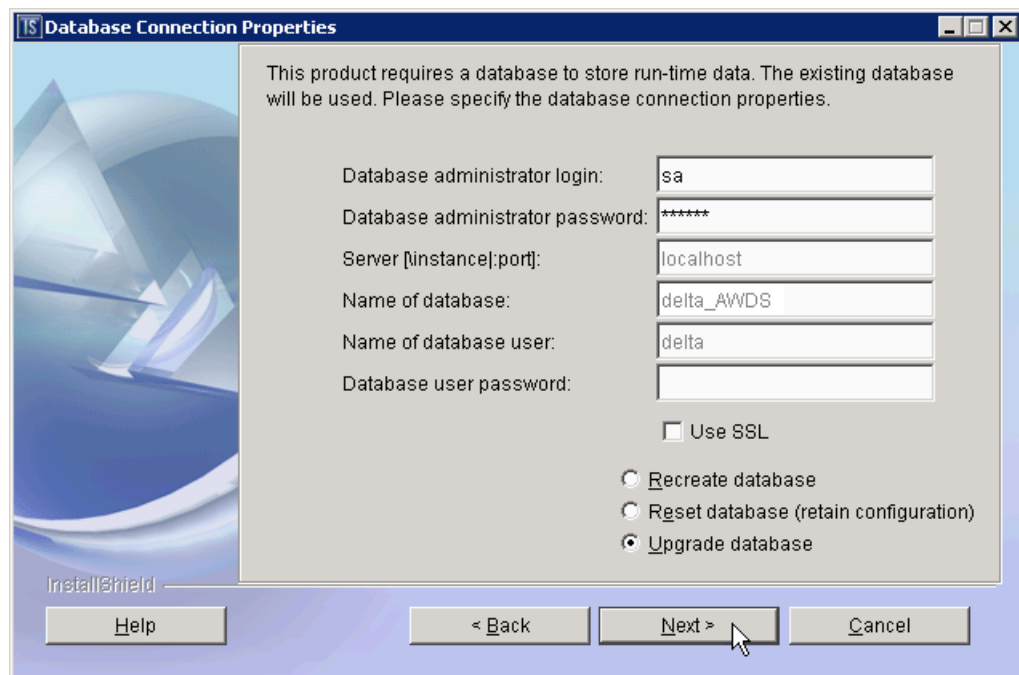 TS Database Connection Properties
This product requires a database to store run-time data. The existing database
will be used. Please specify the database connection properties.
Database administrator login: sa
Database administrator password: ******
Server [\instance|:port]: localhost
Name of database: delta_AWDS
Name of database user: delta
Database user password:
Use SSL
Recreate database
Reset database (retain configuration)
Upgrade database
InstallShield
Help < Back Next > Cancel